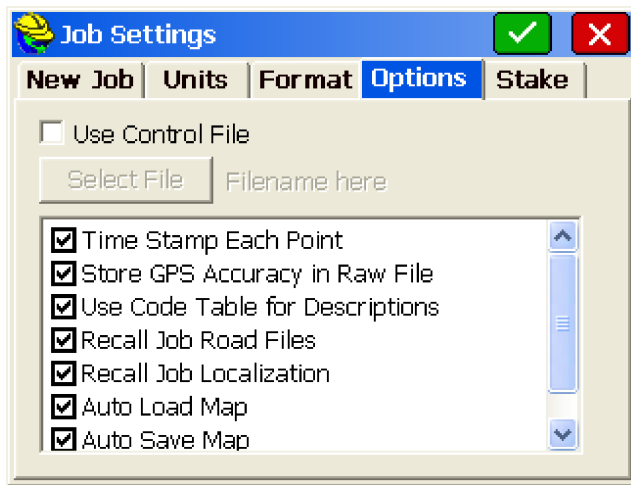 Job Settings
New Job Units Format Options Stake
Use Control File
Select File Filename here
Time Stamp Each Point
Store GPS Accuracy in Raw File
Use Code Table for Descriptions
Recall Job Road Files
Recall Job Localization
Auto Load Map
Auto Save Map